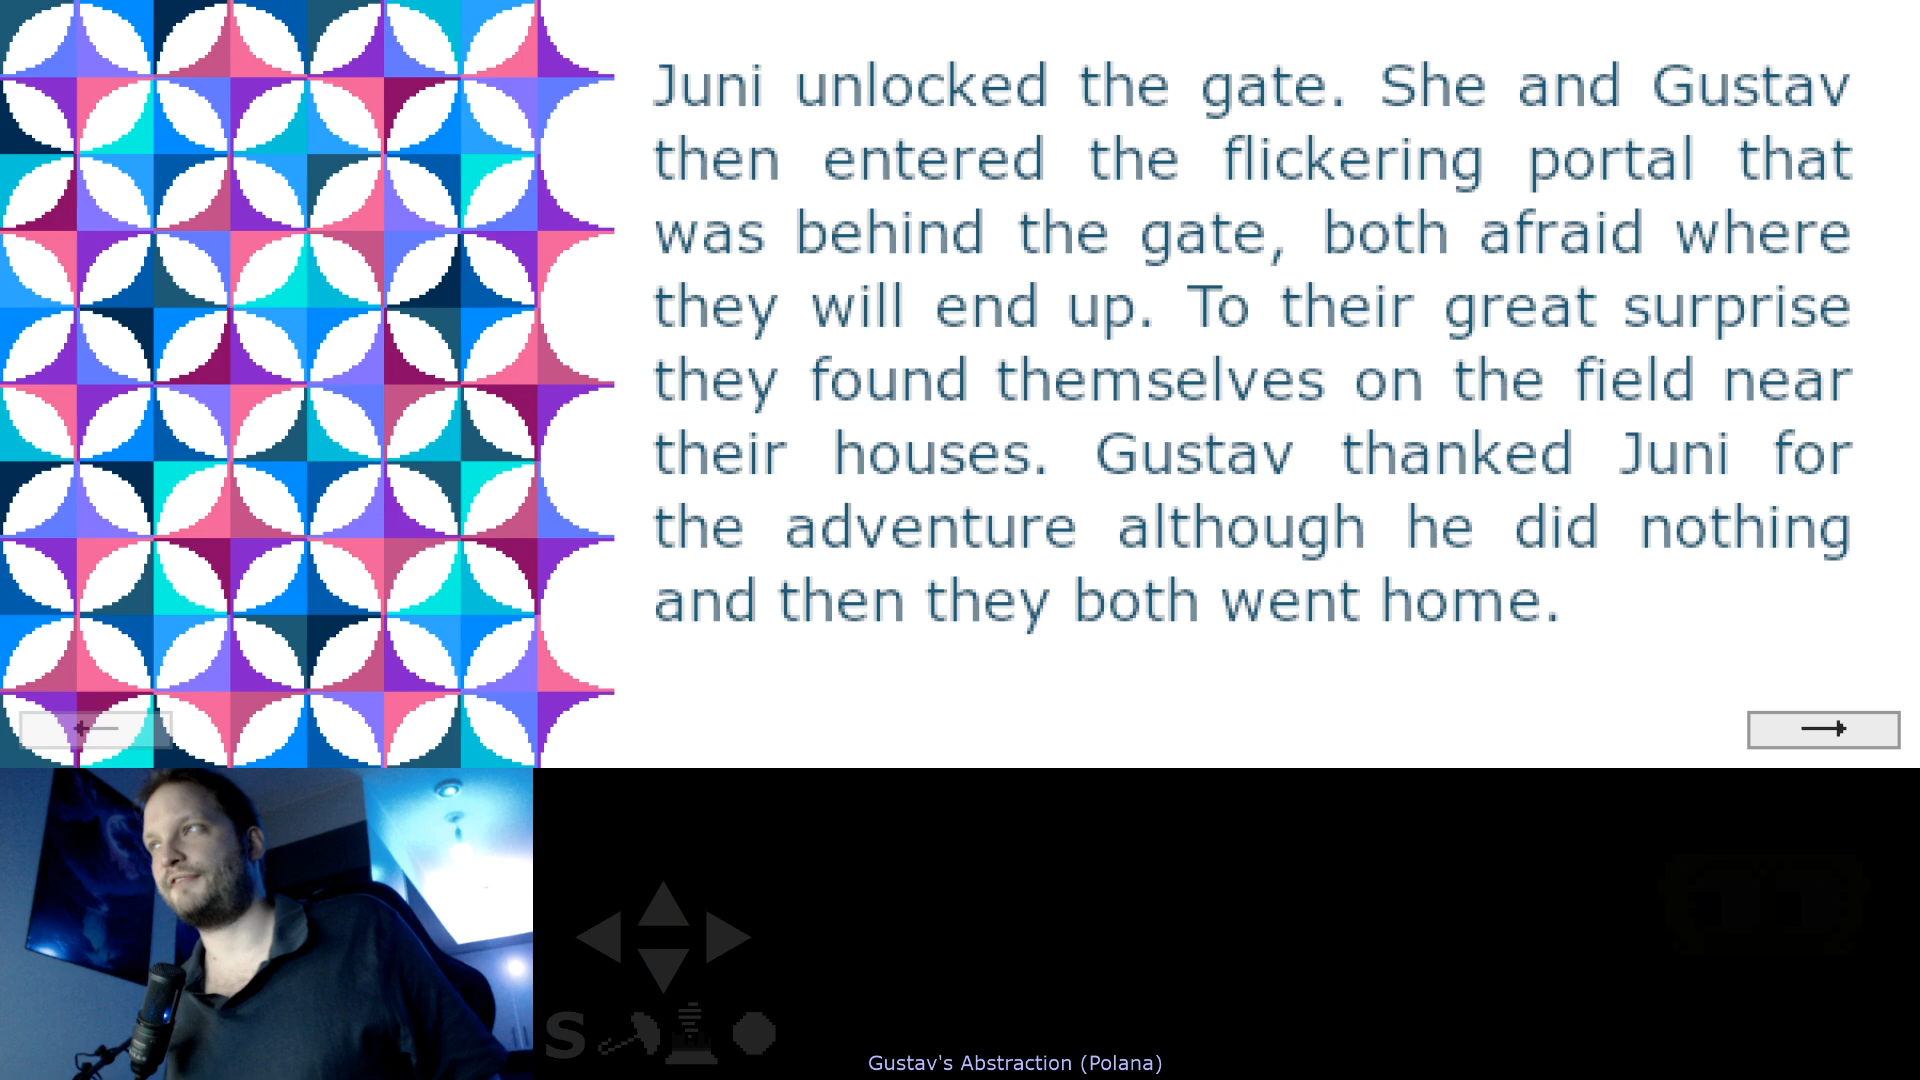 Juni unlocked the gate. She and Gustav
then entered the flickering portal that
was behind the gate, both afraid where
they will end up. To their great surprise
they found themselves on the field near
their houses. Gustav thanked Juni for
the adventure although he did nothing
and then they both went home.
S
Gustav's Abstraction (Polana)